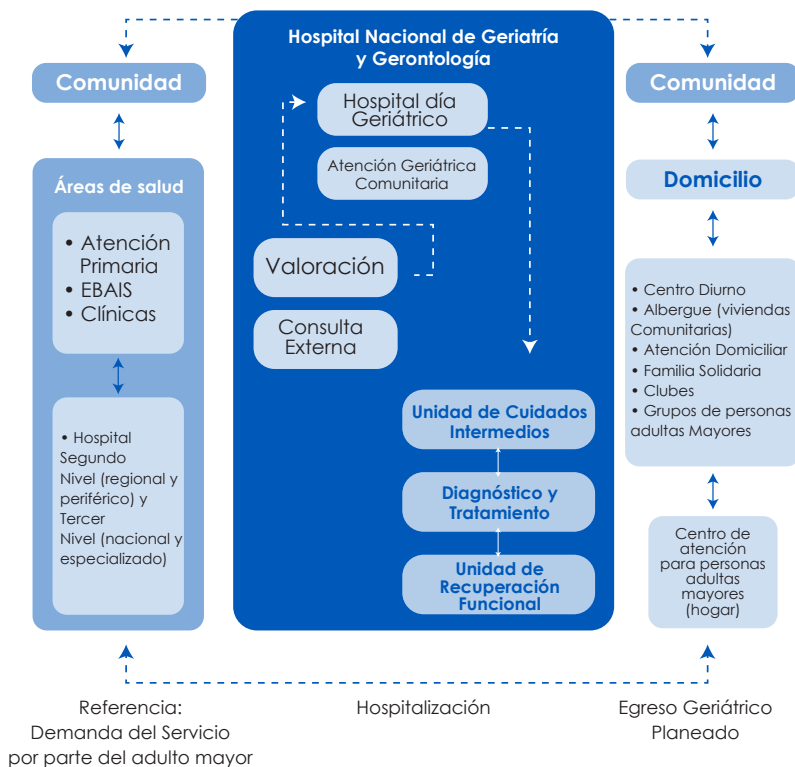 Comunidad
Áreas de salud
• Atención
Primaria
• EBAIS
• Clínicas
• Hospital
Segundo
Nivel (regional y
periférico) y
Tercer
Nivel (nacional y
especializado)
Referencia:
Demanda del Servicio
por parte del adulto mayor
Hospital Nacional de Geriatría
y Gerontología
Hospital día
Geriátrico
Atención Geriátrica
Comunitaria
Valoración
Consulta
Externa
Unidad de Cuidados
Intermedios
Diagnóstico y
Tratamiento
Unidad de
Recuperación
Funcional
Hospitalización
Comunidad
Domicilio
• Centro Diurno
• Albergue (viviendas
Comunitarias)
• Atención Domiciliar
• Familia Solidaria
• Clubes
• Grupos de personas
adultas Mayores
Centro de
atención
para personas
adultas
mayores
(hogar)
Egreso Geriátrico
Planeado